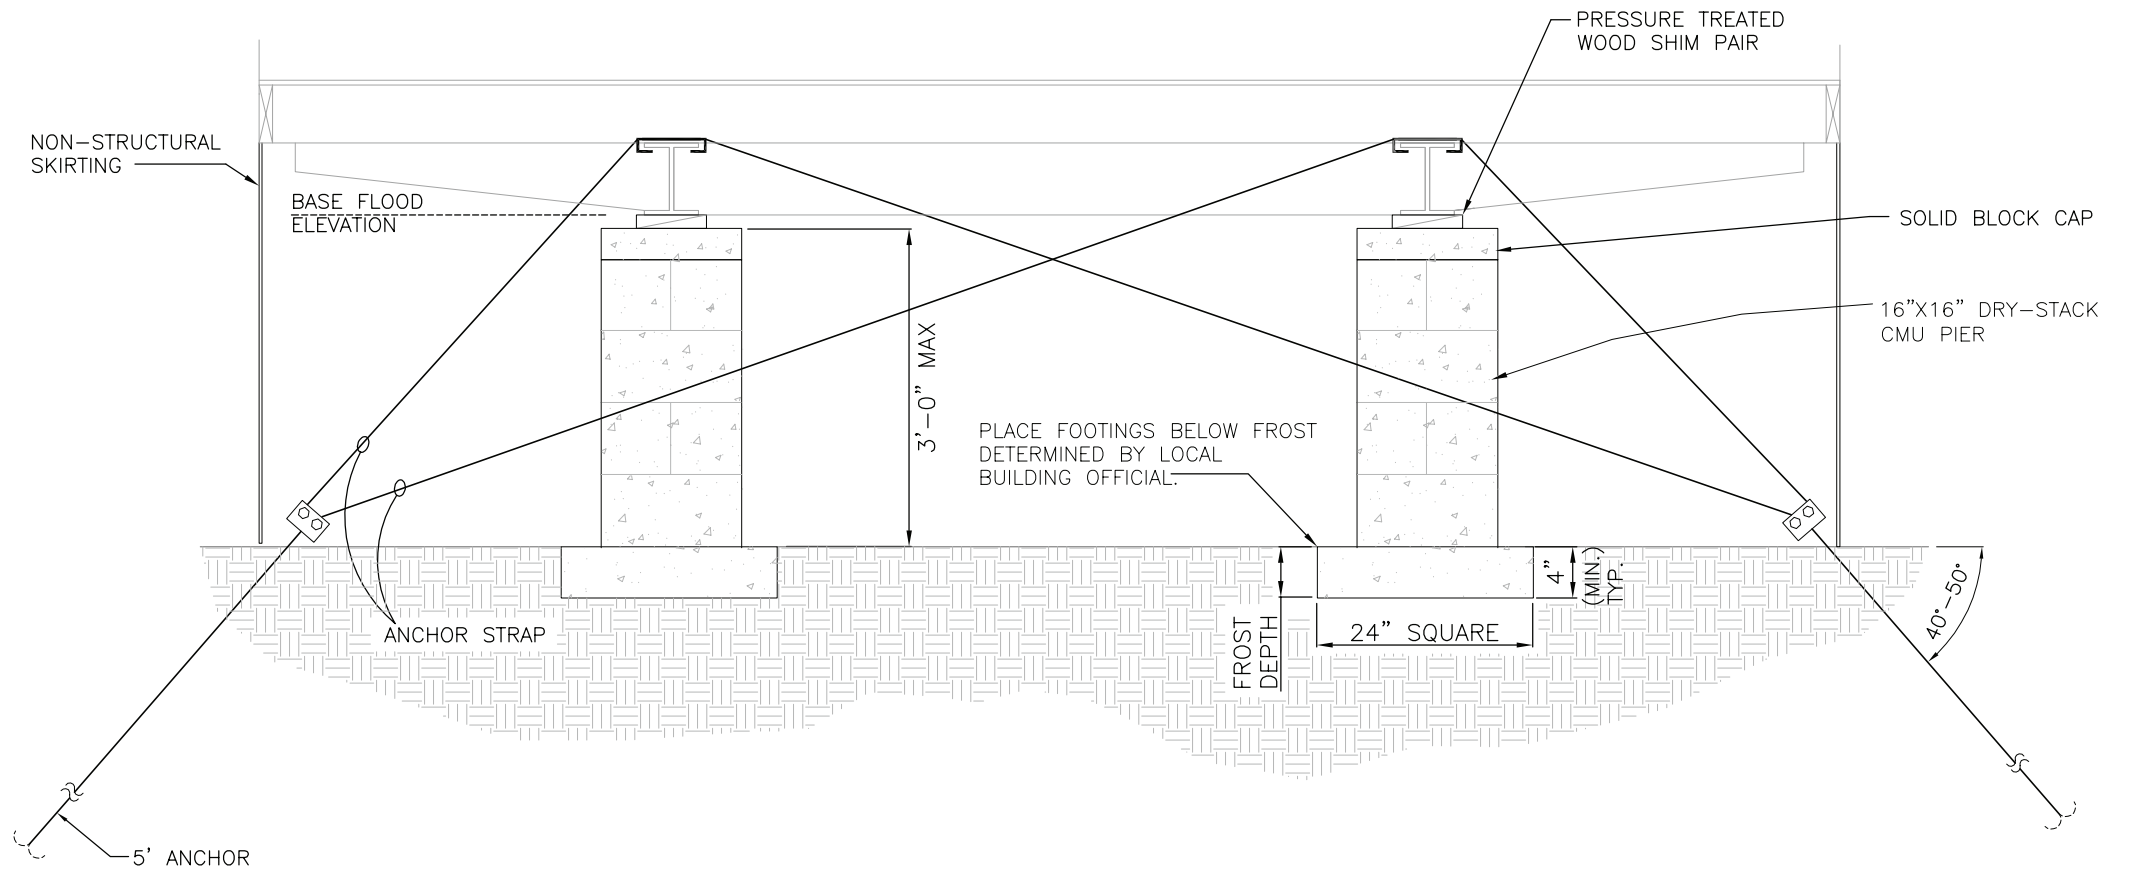 PRESSURE TREATED
WOOD SHIM PAIR
NON-STRUCTURAL
SKIRTING
BASE FLOOD
ELEVATION
SOLID BLOCK CAP
16"X16" DRY-STACK
CMU PIER
3'-0" MAX
PLACE FOOTINGS BELOW FROST
DETERMINED BY LOCAL
BUILDING OFFICIAL.
4"
(MIN.)
TYP.
40°-50°
ANCHOR STRAP
24" SQUARE
FROST
DEPTH
5' ANCHOR